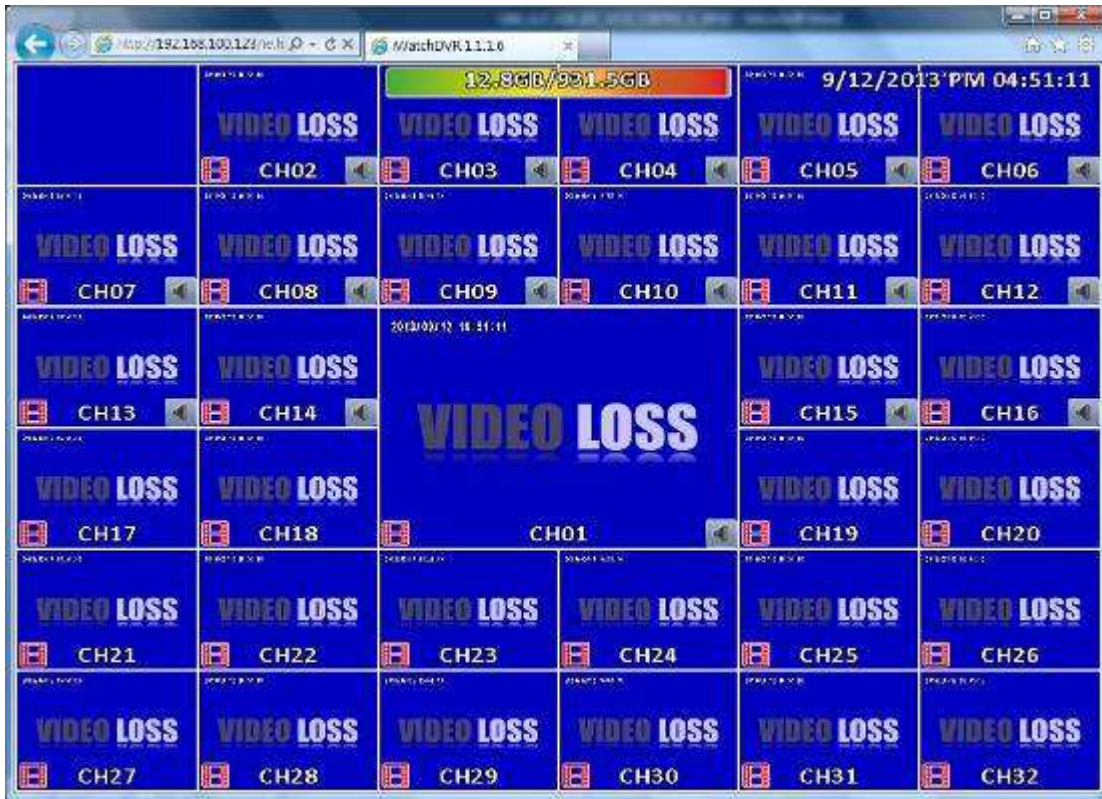 192.168.100.123
iWatchDVR 1.1.1.6
12.8GB/931.5GB
9/12/2013 PM 04:51:11
VIDEO LOSS VIDEO LOSS VIDEO LOSS VIDEO LOSS VIDEO LOSS
CH02 CH03 CH04 CH05 CH06
VIDEO LOSS VIDEO LOSS VIDEO LOSS VIDEO LOSS VIDEO LOSS VIDEO LOSS
CH07 CH08 CH09 CH10 CH11 CH12
VIDEO LOSS VIDEO LOSS VIDEO LOSS VIDEO LOSS
CH13 CH14 CH15 CH16
VIDEO LOSS
VIDEO LOSS VIDEO LOSS VIDEO LOSS VIDEO LOSS
CH17 CH18 CH01 CH19 CH20
VIDEO LOSS VIDEO LOSS VIDEO LOSS VIDEO LOSS VIDEO LOSS VIDEO LOSS
CH21 CH22 CH23 CH24 CH25 CH26
VIDEO LOSS VIDEO LOSS VIDEO LOSS VIDEO LOSS VIDEO LOSS VIDEO LOSS
CH27 CH28 CH29 CH30 CH31 CH32